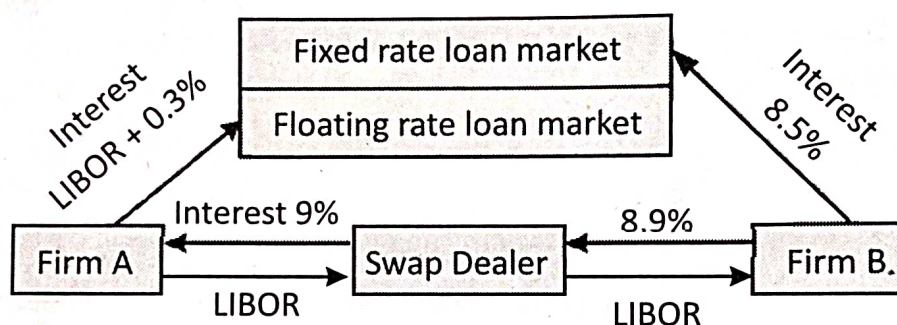 Fixed rate loan market
Interest
LIBOR + 0.3%
Floating rate loan market
Interest
8.5%
Interest 9%
8.9%
Firm A
Swap Dealer
Firm B.
LIBOR
LIBOR